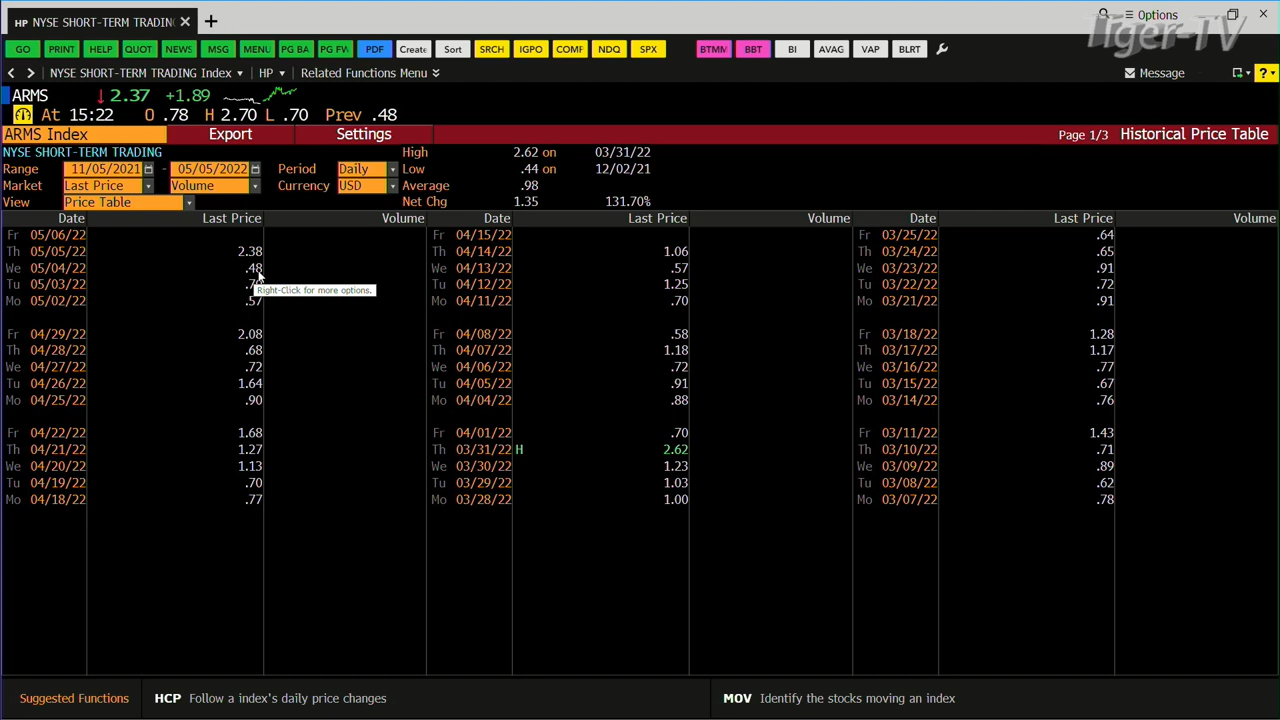 HP NYSE SHORT-TERM TRADING
Options
Tiger-TV
GO PRINT HELP QUOT NEWS MSG MENU PG BA PG FW PDF Create Sort SRCH IGPO COMF NDQ SPX BTMM BBT BI AVAG VAP BLRT
NYSE SHORT-TERM TRADING Index HP Related Functions Menu Message ?
ARMS ↓2.37 +1.89
At 15:22 O .78 H 2.70 L .70 Prev .48
ARMS Index Export Settings Page 1/3 Historical Price Table
NYSE SHORT-TERM TRADING High 2.62 on 03/31/22
Range 11/05/2021 - 05/05/2022 Period Daily Low .44 on 12/02/21
Market Last Price Volume Currency USD Average .98
View Price Table Net Chg 1.35 131.70%
Date Last Price Volume Date Last Price Volume Date Last Price Volume
Fr 05/06/22 Fr 04/15/22 Fr 03/25/22 .64
Th 05/05/22 2.38 Th 04/14/22 1.06 Th 03/24/22 .65
We 05/04/22 .48 We 04/13/22 .57 We 03/23/22 .91
Tu 05/03/22 Tu 04/12/22 1.25 Tu 03/22/22 .72
Right-Click for more options.
Mo 05/02/22 .57 Mo 04/11/22 .70 Mo 03/21/22 .91
Fr 04/29/22 2.08 Fr 04/08/22 .58 Fr 03/18/22 1.28
Th 04/28/22 .68 Th 04/07/22 1.18 Th 03/17/22 1.17
We 04/27/22 .72 We 04/06/22 .72 We 03/16/22 .77
Tu 04/26/22 1.64 Tu 04/05/22 .91 Tu 03/15/22 .67
Mo 04/25/22 .90 Mo 04/04/22 .88 Mo 03/14/22 .76
Fr 04/22/22 1.68 Fr 04/01/22 .70 Fr 03/11/22 1.43
Th 04/21/22 1.27 Th 03/31/22 H 2.62 Th 03/10/22 .71
We 04/20/22 1.13 We 03/30/22 1.23 We 03/09/22 .89
Tu 04/19/22 .70 Tu 03/29/22 1.03 Tu 03/08/22 .62
Mo 04/18/22 .77 Mo 03/28/22 1.00 Mo 03/07/22 .78
Suggested Functions HCP Follow a index's daily price changes MOV Identify the stocks moving an index